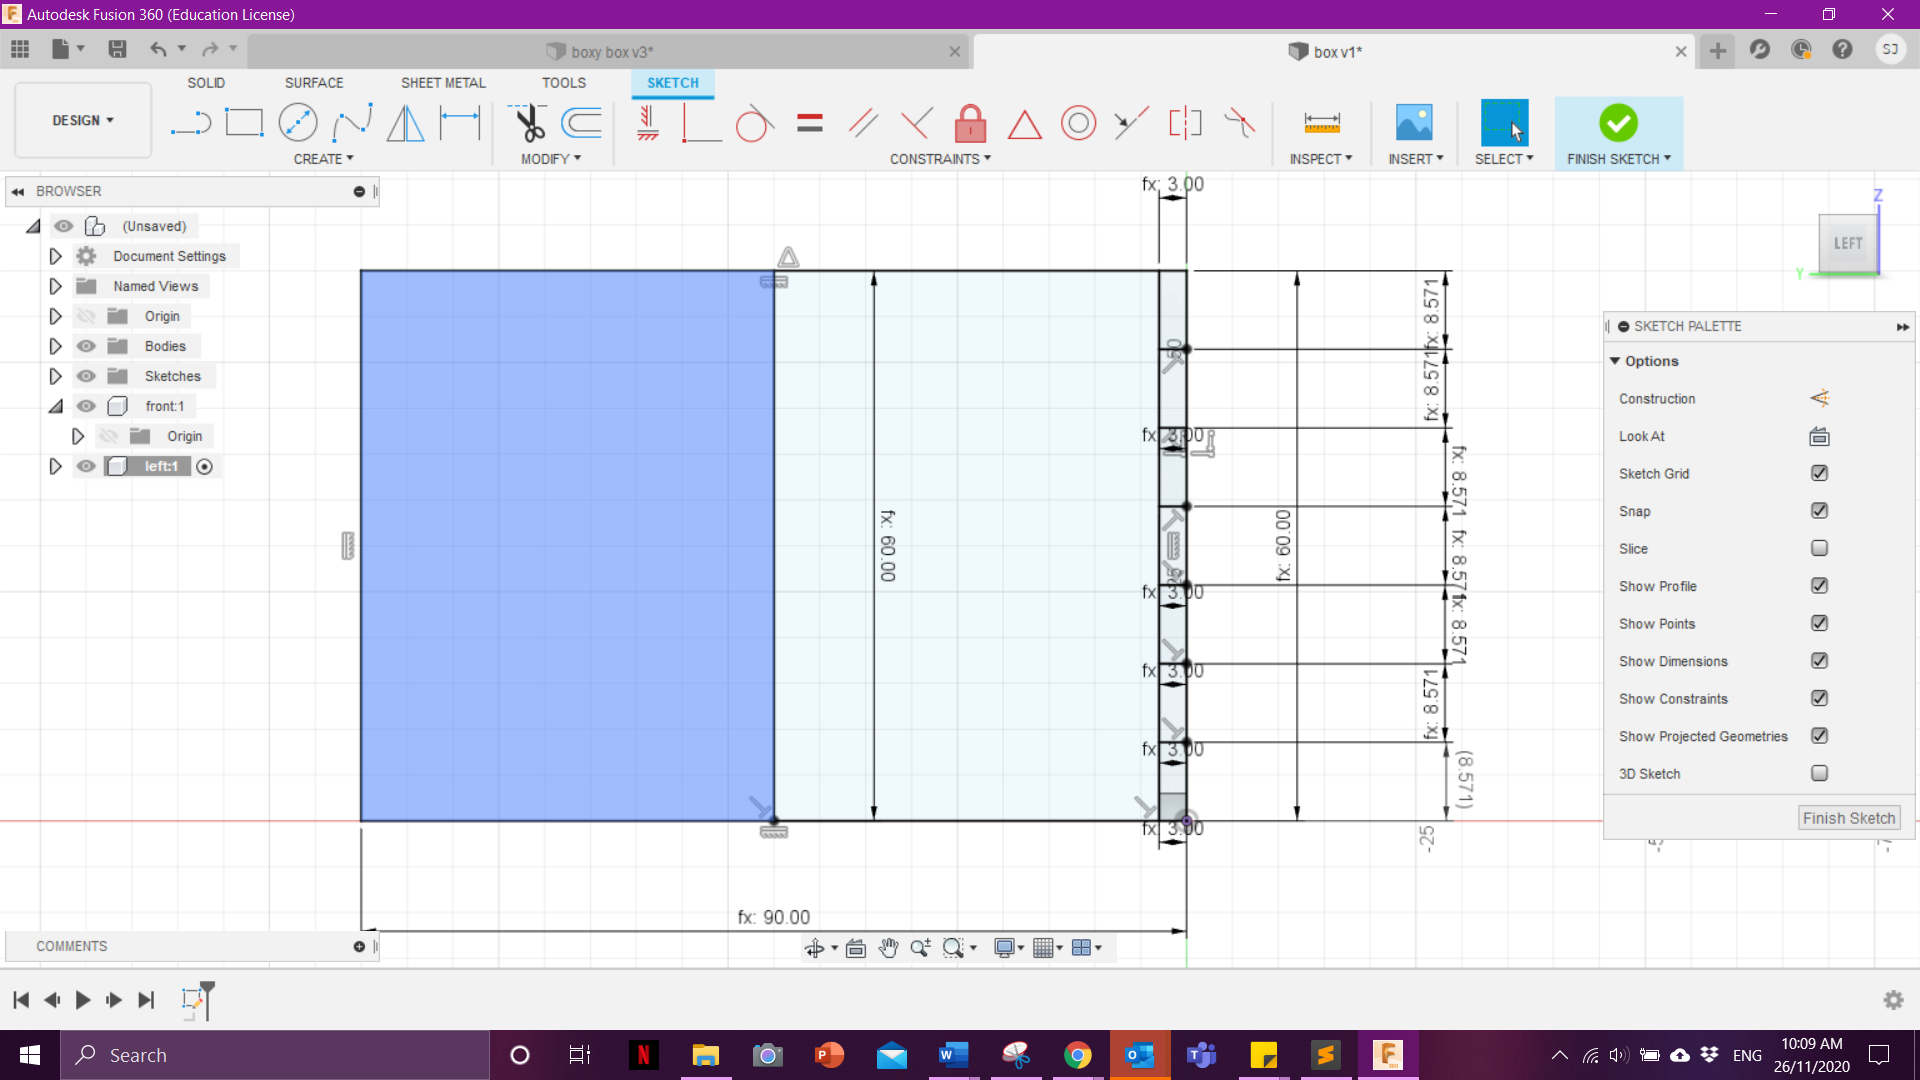 Autodesk Fusion 360 (Education License)
boxy box v3*
box v1*
SJ
DESIGN
SOLID
SURFACE
SHEET METAL
TOOLS
SKETCH
CREATE
MODIFY
CONSTRAINTS
INSPECT
INSERT
SELECT
FINISH SKETCH
BROWSER
(Unsaved)
Document Settings
Named Views
Origin
Bodies
Sketches
front:1
Origin
left:1
fx: 3.00
fx: 8.571
fx: 8.571
fx: 8.571
fx: 8.571
fx: 8.571
fx: 8.571
(8.571)
50
fx: 3.00
fx: 60.00
fx: 60.00
25
fx: 3.00
fx: 3.00
fx: 3.00
fx: 3.00
-25
fx: 90.00
Z
LEFT
Y
SKETCH PALETTE
Options
Construction
Look At
Sketch Grid
Snap
Slice
Show Profile
Show Points
Show Dimensions
Show Constraints
Show Projected Geometries
3D Sketch
Finish Sketch
COMMENTS
Search
ENG
10:09 AM
26/11/2020